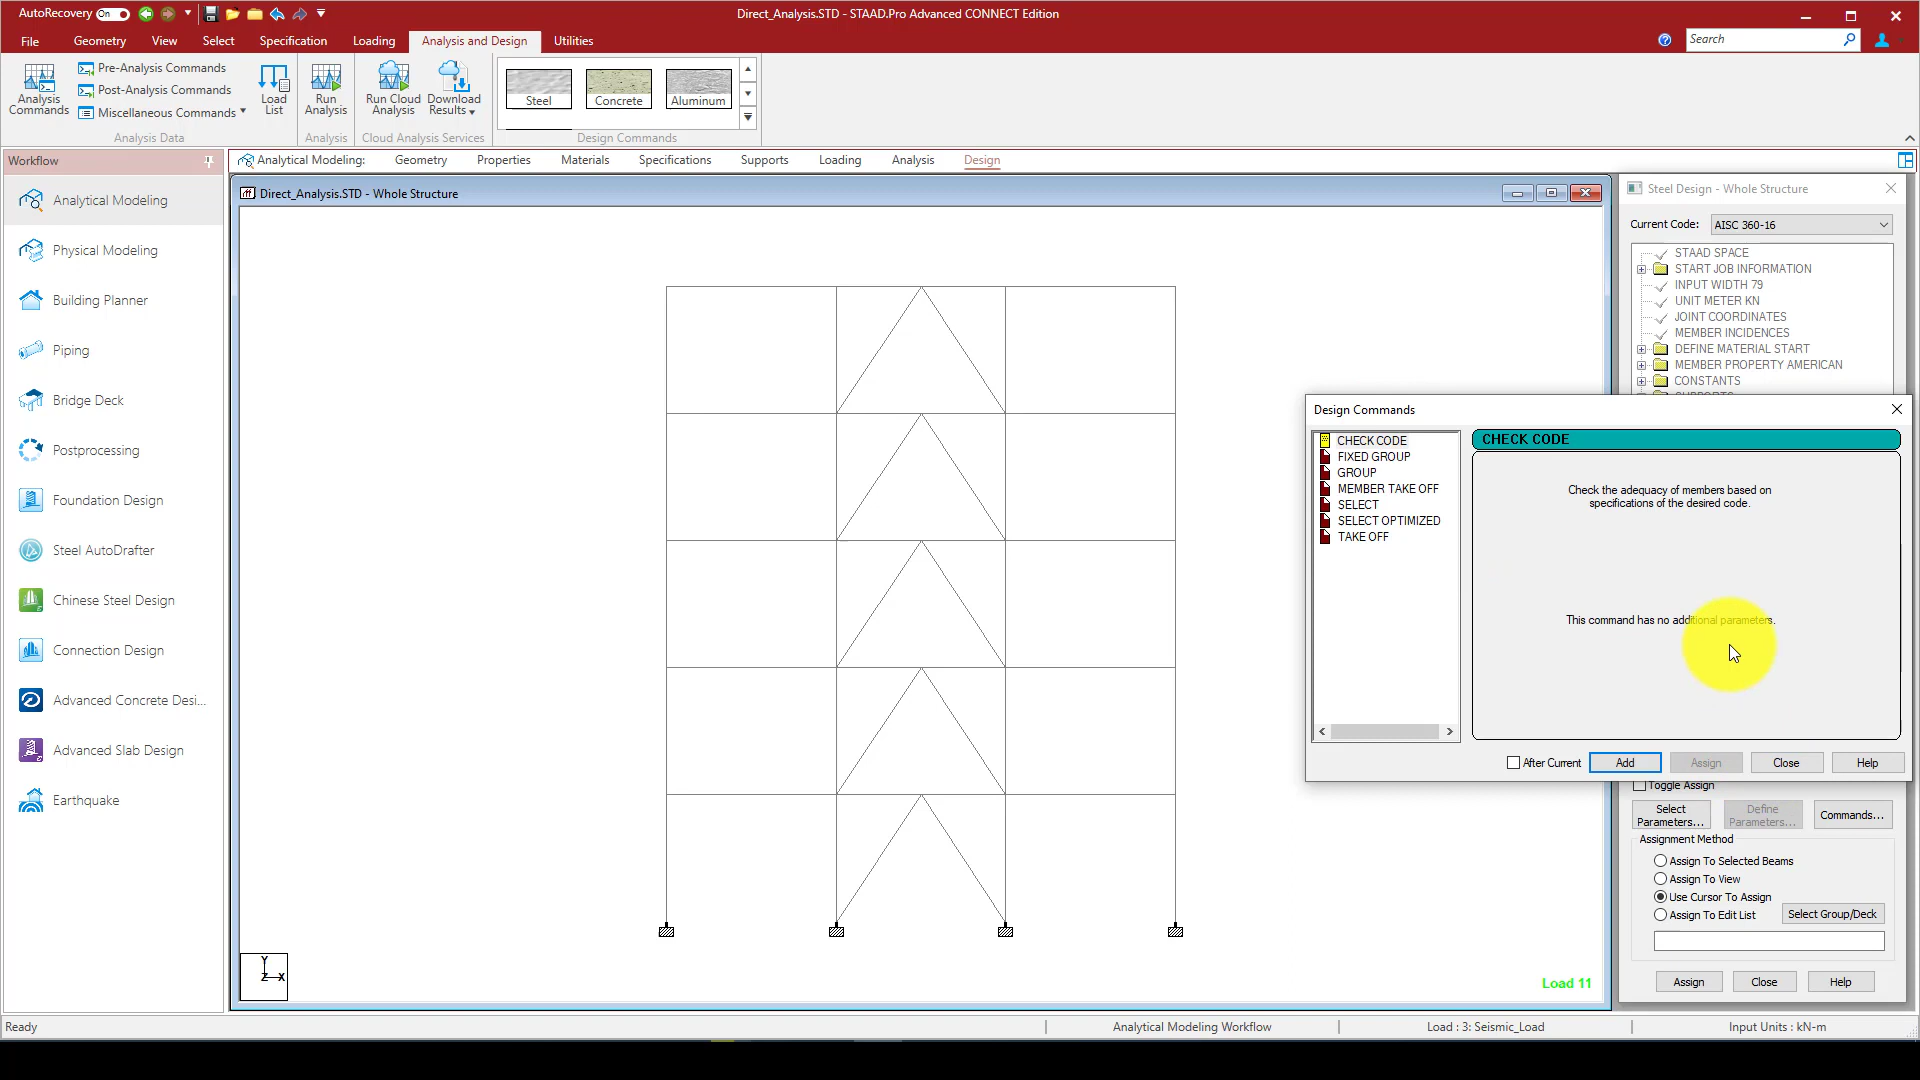 AutoRecovery On
Direct_Analysis.STD - STAAD.Pro Advanced CONNECT Edition
File
Geometry
View
Select
Specification
Loading
Analysis and Design
Utilities
Search
Analysis Commands
Pre-Analysis Commands
Post-Analysis Commands
Miscellaneous Commands
Load List
Run Analysis
Run Cloud Analysis
Download Results
Steel
Concrete
Aluminum
Analysis Data
Analysis
Cloud Analysis Services
Design Commands
Workflow
Analytical Modeling:
Geometry
Properties
Materials
Specifications
Supports
Loading
Analysis
Design
Analytical Modeling
Physical Modeling
Building Planner
Piping
Bridge Deck
Postprocessing
Foundation Design
Steel AutoDrafter
Chinese Steel Design
Connection Design
Advanced Concrete Desi...
Advanced Slab Design
Earthquake
Direct_Analysis.STD - Whole Structure
Y
Z
X
Load 11
Steel Design - Whole Structure
Current Code:
AISC 360-16
STAAD SPACE
START JOB INFORMATION
INPUT WIDTH 79
UNIT METER KN
JOINT COORDINATES
MEMBER INCIDENCES
DEFINE MATERIAL START
MEMBER PROPERTY AMERICAN
CONSTANTS
Design Commands
CHECK CODE
FIXED GROUP
GROUP
MEMBER TAKE OFF
SELECT
SELECT OPTIMIZED
TAKE OFF
CHECK CODE
Check the adequacy of members based on
specifications of the desired code.
This command has no additional parameters.
After Current
Add
Assign
Close
Help
Toggle Assign
Select Parameters...
Define Parameters...
Commands...
Assignment Method
Assign To Selected Beams
Assign To View
Use Cursor To Assign
Assign To Edit List
Select Group/Deck
Assign
Close
Help
Ready
Analytical Modeling Workflow
Load : 3: Seismic_Load
Input Units : kN-m